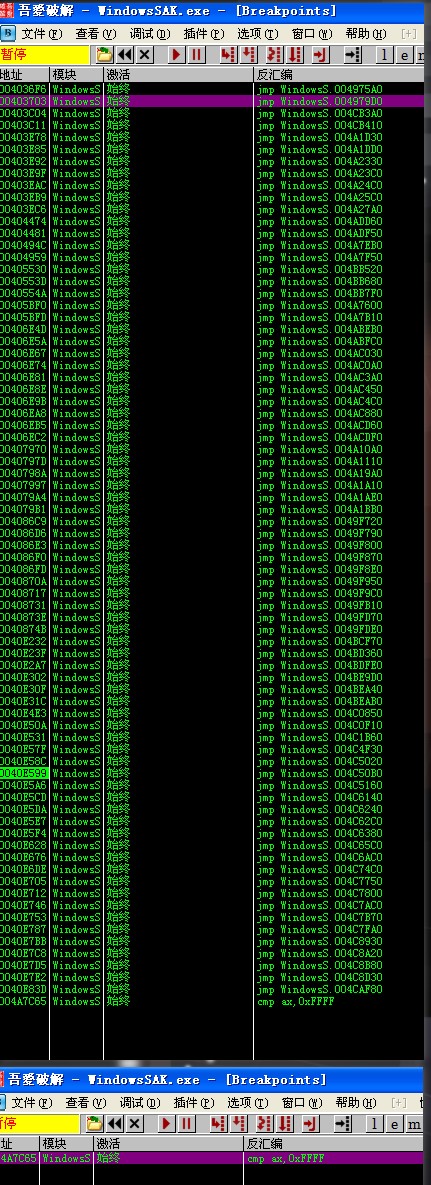 吾爱破解 - WindowsSAK.exe - [Breakpoints]
B 文件(F) 查看(V) 调试(D) 插件(P) 选项(T) 窗口(W) 帮助(H) [+]
暂停 l e
地址 模块 激活 反汇编
004036F6 WindowsS 始终 jmp WindowsS.004975A0
00403703 WindowsS 始终 jmp WindowsS.004979D0
00403C04 WindowsS 始终 jmp WindowsS.004CB3A0
00403C11 WindowsS 始终 jmp WindowsS.004CB410
00403E78 WindowsS 始终 jmp WindowsS.004A1D30
00403E85 WindowsS 始终 jmp WindowsS.004A1DD0
00403E92 WindowsS 始终 jmp WindowsS.004A2330
00403E9F WindowsS 始终 jmp WindowsS.004A23C0
00403EAC WindowsS 始终 jmp WindowsS.004A24C0
00403EB9 WindowsS 始终 jmp WindowsS.004A25C0
00403EC6 WindowsS 始终 jmp WindowsS.004A27A0
00404474 WindowsS 始终 jmp WindowsS.004ADD60
00404481 WindowsS 始终 jmp WindowsS.004ADF50
0040494C WindowsS 始终 jmp WindowsS.004A7EB0
00404959 WindowsS 始终 jmp WindowsS.004A7F50
00405530 WindowsS 始终 jmp WindowsS.004BB520
0040553D WindowsS 始终 jmp WindowsS.004BB680
0040554A WindowsS 始终 jmp WindowsS.004BB7F0
00405BF0 WindowsS 始终 jmp WindowsS.004A7600
00405BFD WindowsS 始终 jmp WindowsS.004A7B10
00406E4D WindowsS 始终 jmp WindowsS.004ABEB0
00406E5A WindowsS 始终 jmp WindowsS.004ABFC0
00406E67 WindowsS 始终 jmp WindowsS.004AC030
00406E74 WindowsS 始终 jmp WindowsS.004AC0A0
00406E81 WindowsS 始终 jmp WindowsS.004AC3A0
00406E8E WindowsS 始终 jmp WindowsS.004AC450
00406E9B WindowsS 始终 jmp WindowsS.004AC4C0
00406EA8 WindowsS 始终 jmp WindowsS.004AC880
00406EB5 WindowsS 始终 jmp WindowsS.004ACD60
00406EC2 WindowsS 始终 jmp WindowsS.004ACDF0
00407970 WindowsS 始终 jmp WindowsS.004A10A0
0040797D WindowsS 始终 jmp WindowsS.004A1110
0040798A WindowsS 始终 jmp WindowsS.004A19A0
00407997 WindowsS 始终 jmp WindowsS.004A1A10
004079A4 WindowsS 始终 jmp WindowsS.004A1AE0
004079B1 WindowsS 始终 jmp WindowsS.004A1BB0
004086C9 WindowsS 始终 jmp WindowsS.0049F720
004086D6 WindowsS 始终 jmp WindowsS.0049F790
004086E3 WindowsS 始终 jmp WindowsS.0049F800
004086F0 WindowsS 始终 jmp WindowsS.0049F870
004086FD WindowsS 始终 jmp WindowsS.0049F8E0
0040870A WindowsS 始终 jmp WindowsS.0049F950
00408717 WindowsS 始终 jmp WindowsS.0049F9C0
00408731 WindowsS 始终 jmp WindowsS.0049FB10
0040873E WindowsS 始终 jmp WindowsS.0049FD70
0040874B WindowsS 始终 jmp WindowsS.0049FDE0
0040E232 WindowsS 始终 jmp WindowsS.004BCF70
0040E23F WindowsS 始终 jmp WindowsS.004BD360
0040E2A7 WindowsS 始终 jmp WindowsS.004BDFE0
0040E302 WindowsS 始终 jmp WindowsS.004BE9D0
0040E30F WindowsS 始终 jmp WindowsS.004BEA40
0040E31C WindowsS 始终 jmp WindowsS.004BEAB0
0040E4E3 WindowsS 始终 jmp WindowsS.004C0850
0040E50A WindowsS 始终 jmp WindowsS.004C0F10
0040E531 WindowsS 始终 jmp WindowsS.004C1B60
0040E57F WindowsS 始终 jmp WindowsS.004C4F30
0040E58C WindowsS 始终 jmp WindowsS.004C5020
0040E599 WindowsS 始终 jmp WindowsS.004C50B0
0040E5A6 WindowsS 始终 jmp WindowsS.004C5160
0040E5CD WindowsS 始终 jmp WindowsS.004C6140
0040E5DA WindowsS 始终 jmp WindowsS.004C6240
0040E5E7 WindowsS 始终 jmp WindowsS.004C62C0
0040E5F4 WindowsS 始终 jmp WindowsS.004C6380
0040E628 WindowsS 始终 jmp WindowsS.004C65C0
0040E676 WindowsS 始终 jmp WindowsS.004C6AC0
0040E6DE WindowsS 始终 jmp WindowsS.004C74C0
0040E705 WindowsS 始终 jmp WindowsS.004C7750
0040E712 WindowsS 始终 jmp WindowsS.004C7800
0040E746 WindowsS 始终 jmp WindowsS.004C7AC0
0040E753 WindowsS 始终 jmp WindowsS.004C7B70
0040E787 WindowsS 始终 jmp WindowsS.004C7FA0
0040E7BB WindowsS 始终 jmp WindowsS.004C8930
0040E7C8 WindowsS 始终 jmp WindowsS.004C8A20
0040E7D5 WindowsS 始终 jmp WindowsS.004C8B80
0040E7E2 WindowsS 始终 jmp WindowsS.004C8D30
0040E83D WindowsS 始终 jmp WindowsS.004CAF80
004A7C65 WindowsS 始终 cmp ax,0xFFFF
吾爱破解 - WindowsSAK.exe - [Breakpoints]
文件(F) 查看(V) 调试(D) 插件(P) 选项(T) 窗口(W) 帮助(H) [+]
停 l e m
址 模块 激活 反汇编
4A7C65 WindowsS 始终 cmp ax,0xFFFF